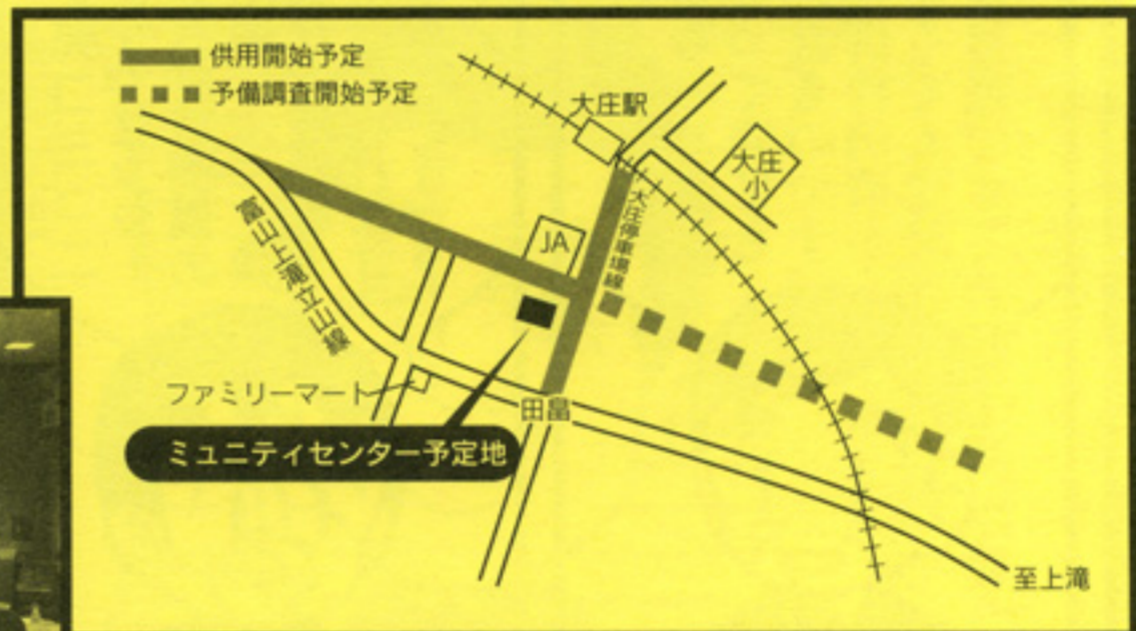 供用開始予定
予備調査開始予定
大庄駅
大庄
小
大庄停車場線
JA
富山上滝立山線
ファミリーマート
田畠
ミュニティセンター予定地
至上滝